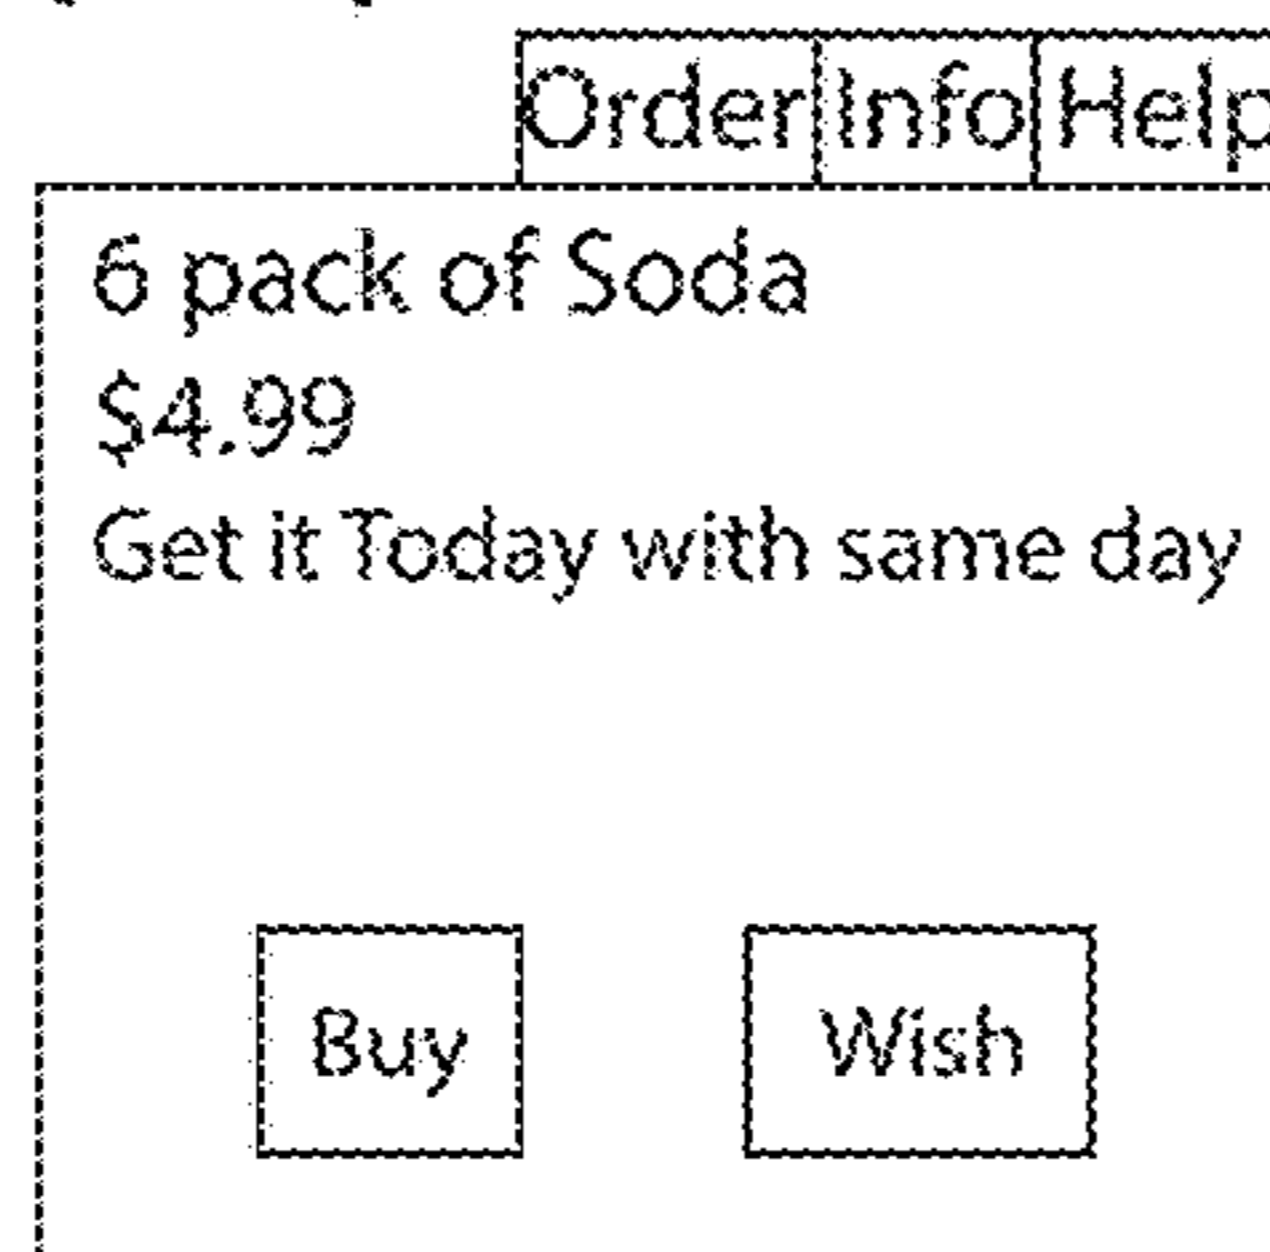 Order Info Help
6 pack of Soda
$4.99
Get it Today with same day
Buy Wish